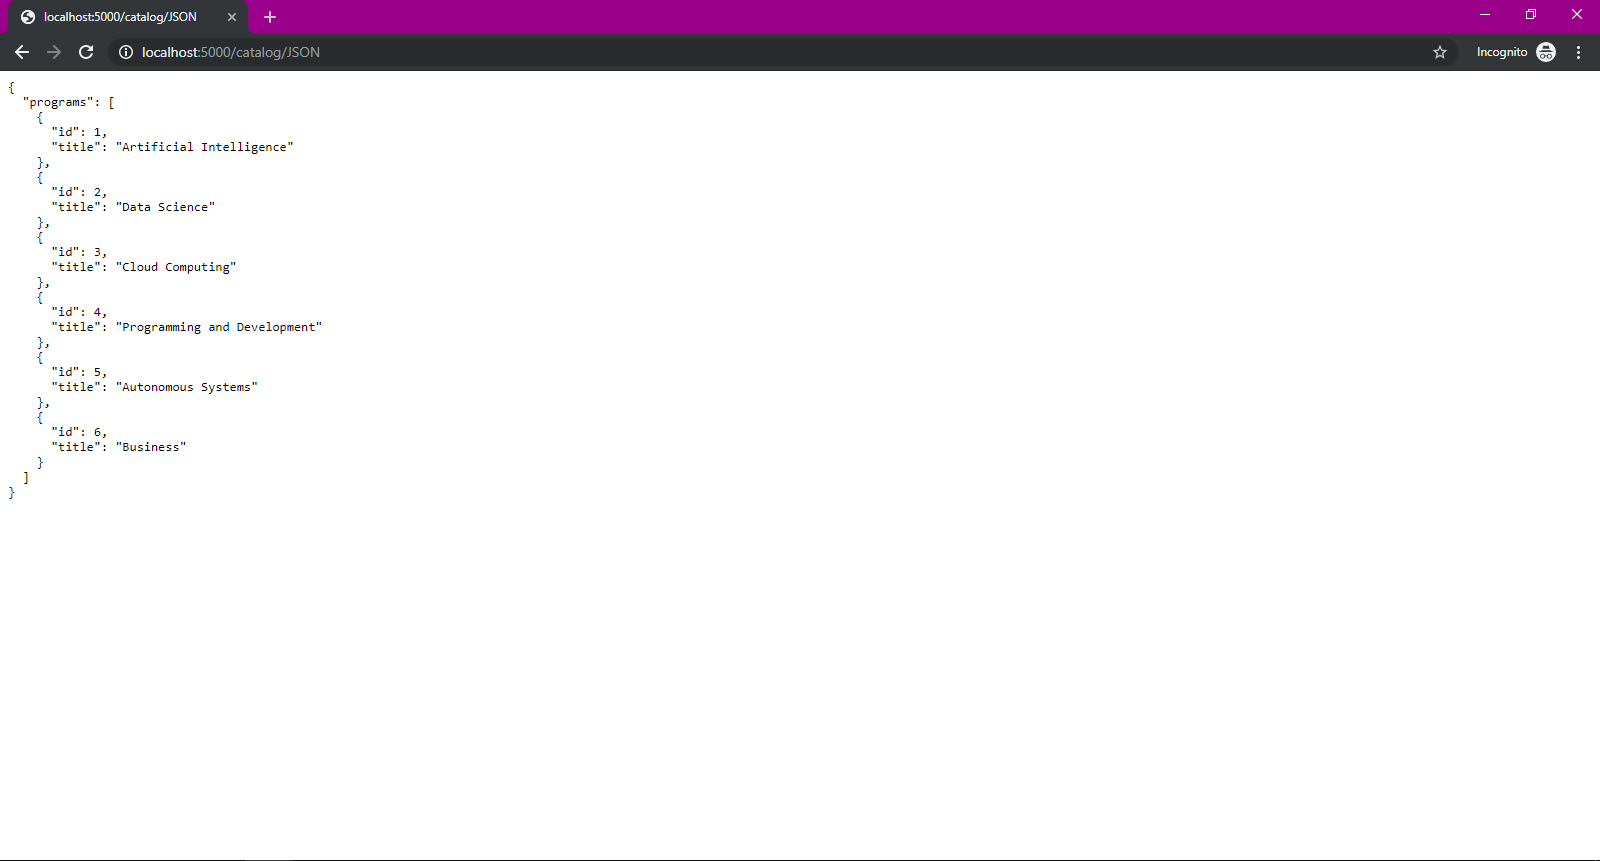 localhost:5000/catalog/JSON
localhost:5000/catalog/JSON
Incognito
{
  "programs": [
    {
      "id": 1,
      "title": "Artificial Intelligence"
    },
    {
      "id": 2,
      "title": "Data Science"
    },
    {
      "id": 3,
      "title": "Cloud Computing"
    },
    {
      "id": 4,
      "title": "Programming and Development"
    },
    {
      "id": 5,
      "title": "Autonomous Systems"
    },
    {
      "id": 6,
      "title": "Business"
    }
  ]
}